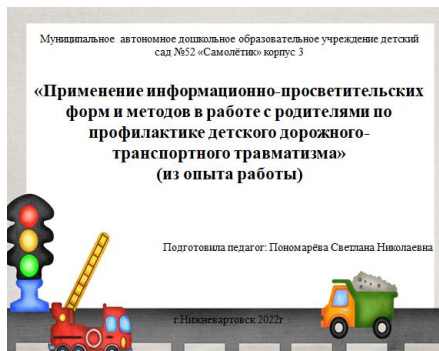 Муниципальное автономное дошкольное образовательное учреждение детский
сад №52 «Самолётик» корпус 3
«Применение информационно-просветительских
форм и методов в работе с родителями по
профилактике детского дорожного-
транспортного травматизма»
(из опыта работы)
Подготовила педагог: Пономарёва Светлана Николаевна
г.Нижневартовск 2022г